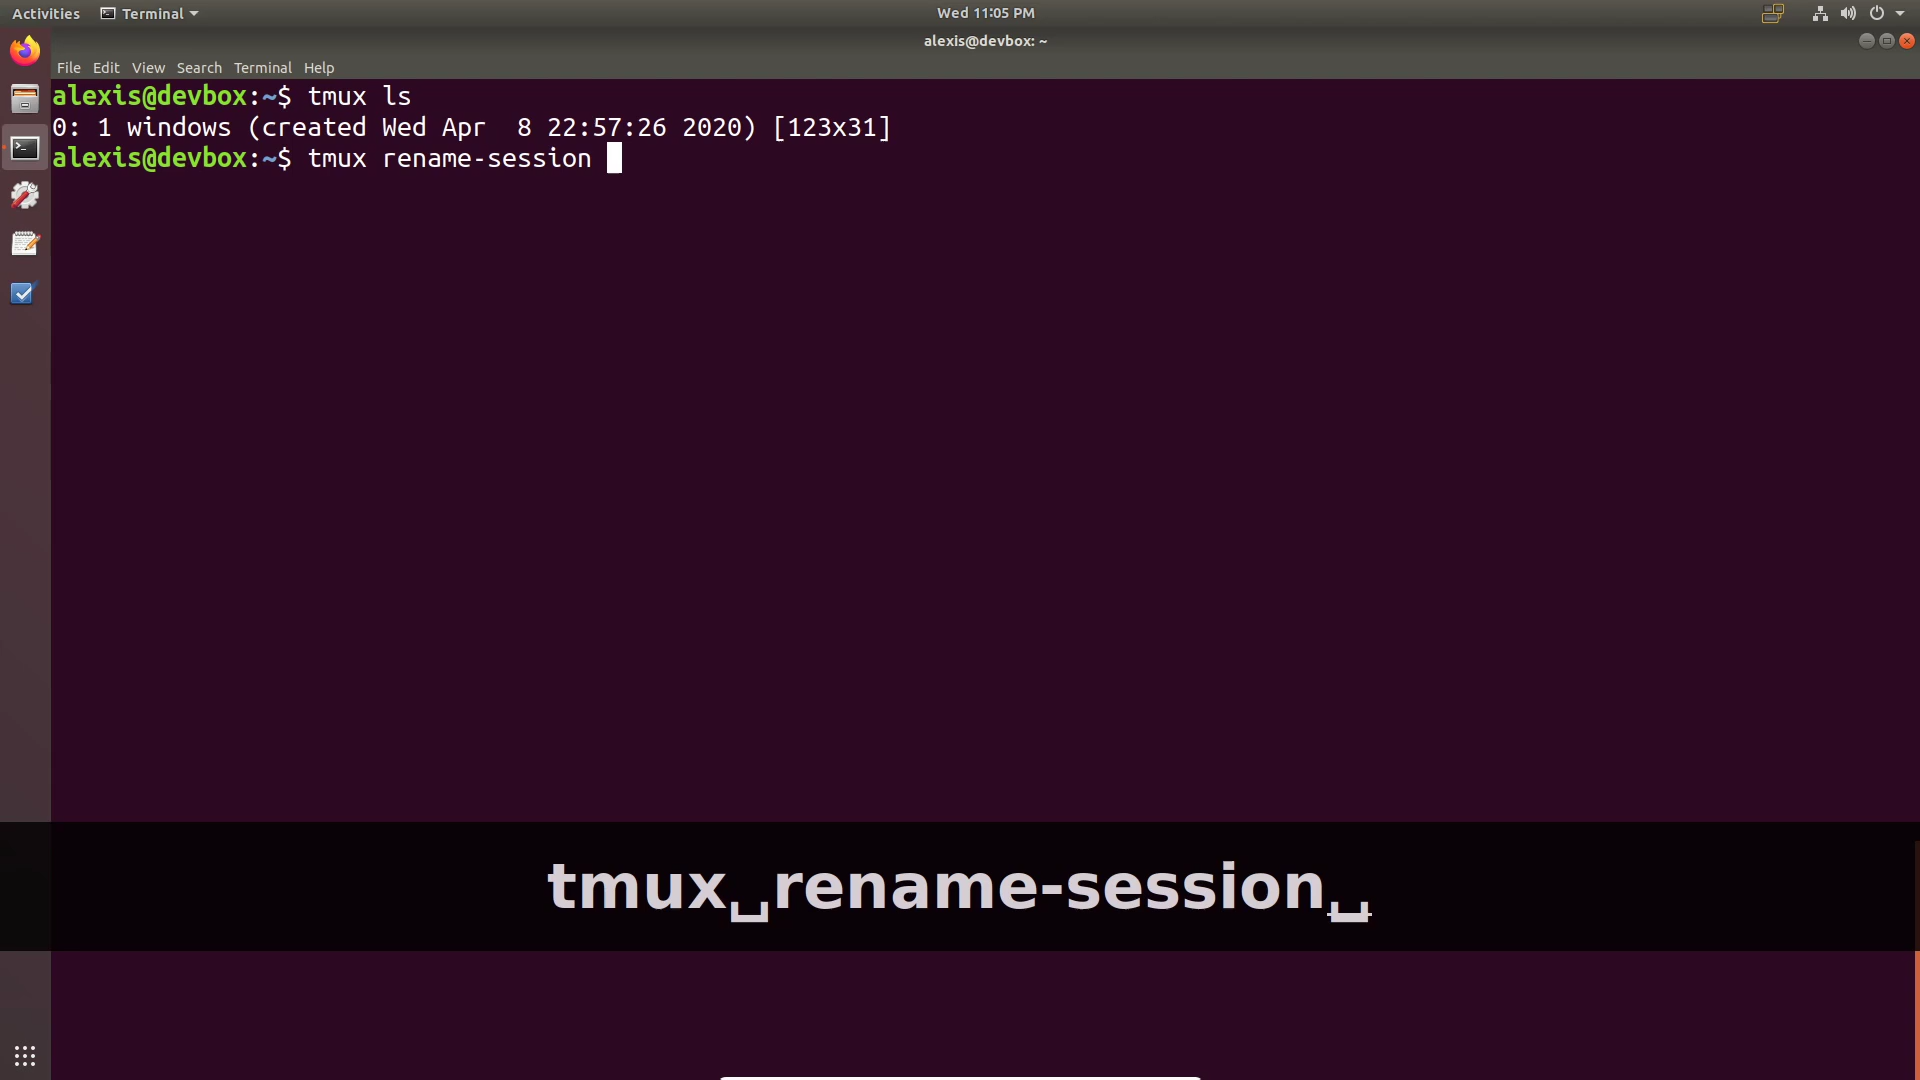 Activities Terminal Wed 11:05 PM
alexis@devbox: ~
File Edit View Search Terminal Help
alexis@devbox:~$ tmux ls
0: 1 windows (created Wed Apr  8 22:57:26 2020) [123x31]
alexis@devbox:~$ tmux rename-session
tmux␣rename-session␣